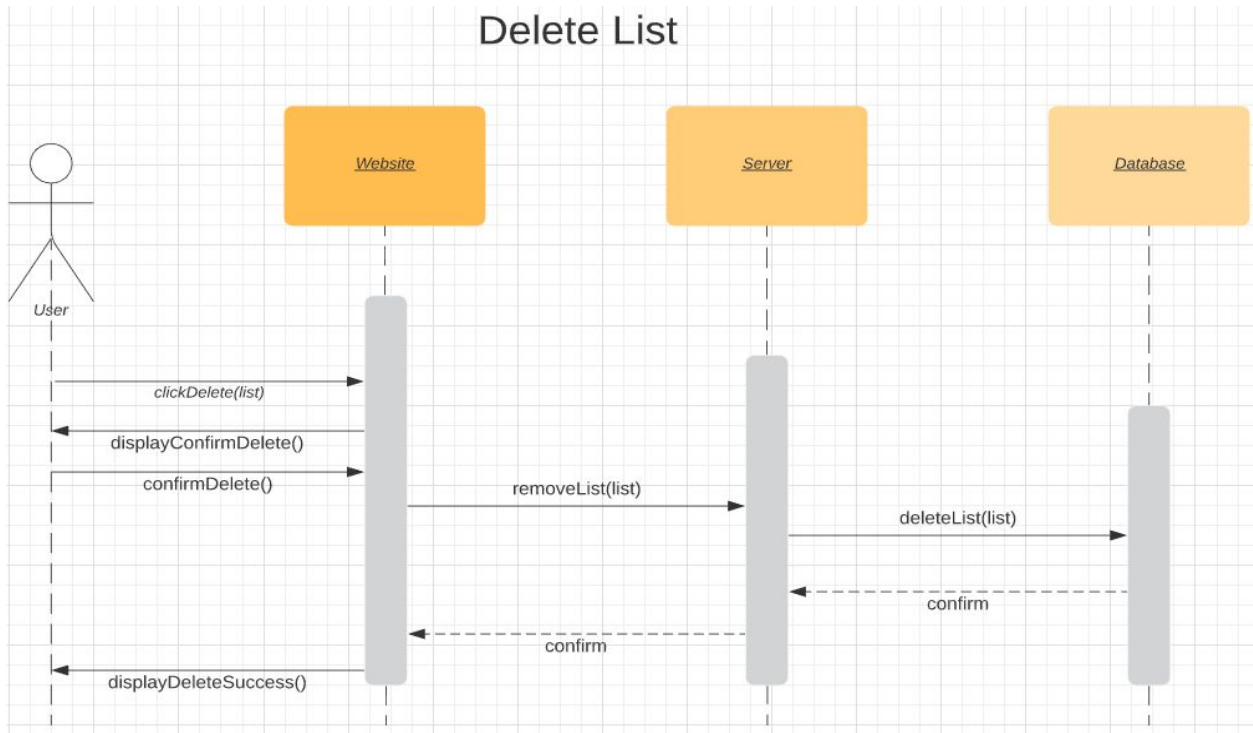 Delete List
Website
Server
Database
User
clickDelete(list)
displayConfirmDelete()
confirmDelete()
removeList(list)
deleteList(list)
confirm
confirm
displayDeleteSuccess()